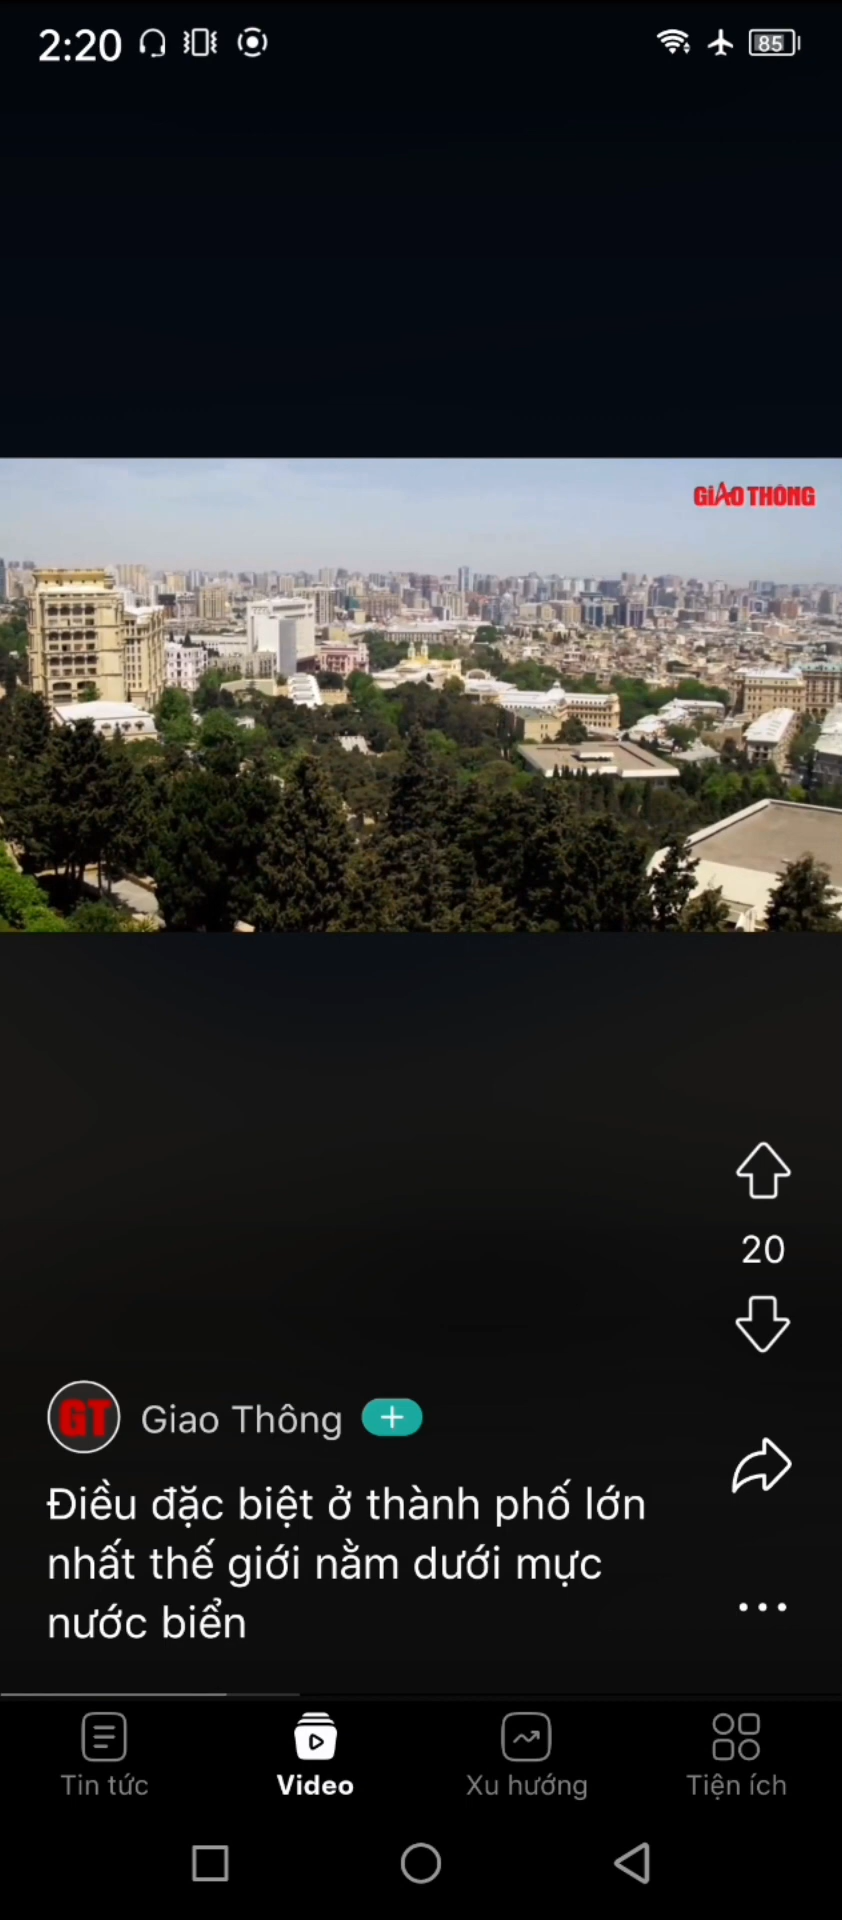 2:20
85
GIAO THÔNG
20
GT Giao Thông
Điều đặc biệt ở thành phố lớn
nhất thế giới nằm dưới mực
nước biển
Tin tức Video Xu hướng Tiện ích